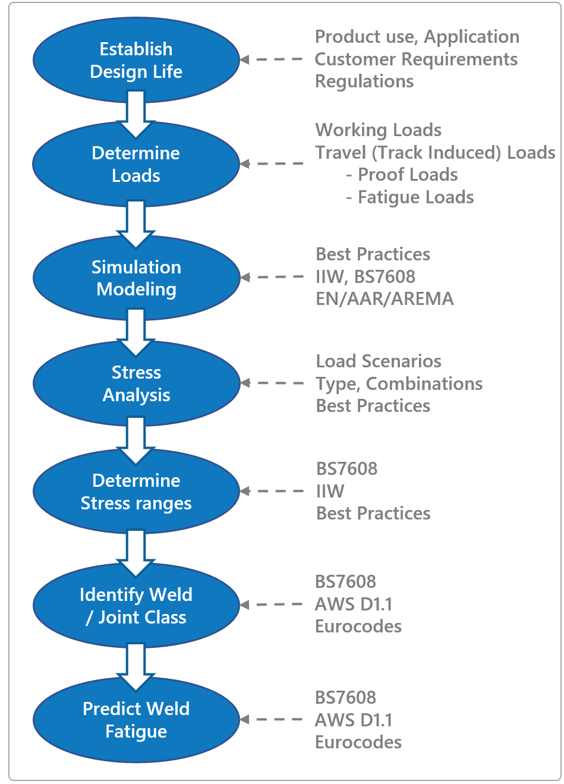 Establish
Design Life
Product use, Application
Customer Requirements
Regulations
Determine
Loads
Working Loads
Travel (Track Induced) Loads
- Proof Loads
- Fatigue Loads
Simulation
Modeling
Best Practices
IIW, BS7608
EN/AAR/AREMA
Stress
Analysis
Load Scenarios
Type, Combinations
Best Practices
Determine
Stress ranges
BS7608
IIW
Best Practices
Identify Weld
/ Joint Class
BS7608
AWS D1.1
Eurocodes
Predict Weld
Fatigue
BS7608
AWS D1.1
Eurocodes